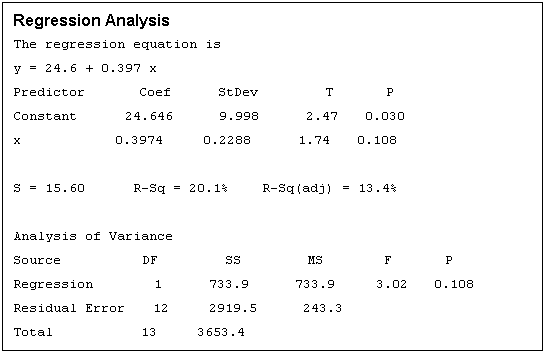 Regression Analysis
The regression equation is
y = 24.6 + 0.397 x
Predictor Coef StDev T P
Constant 24.646 9.998 2.47 0.030
x 0.3974 0.2288 1.74 0.108
S = 15.60 R-Sq = 20.1% R-Sq(adj) = 13.4%
Analysis of Variance
Source DF SS MS F P
Regression 1 733.9 733.9 3.02 0.108
Residual Error 12 2919.5 243.3
Total 13 3653.4